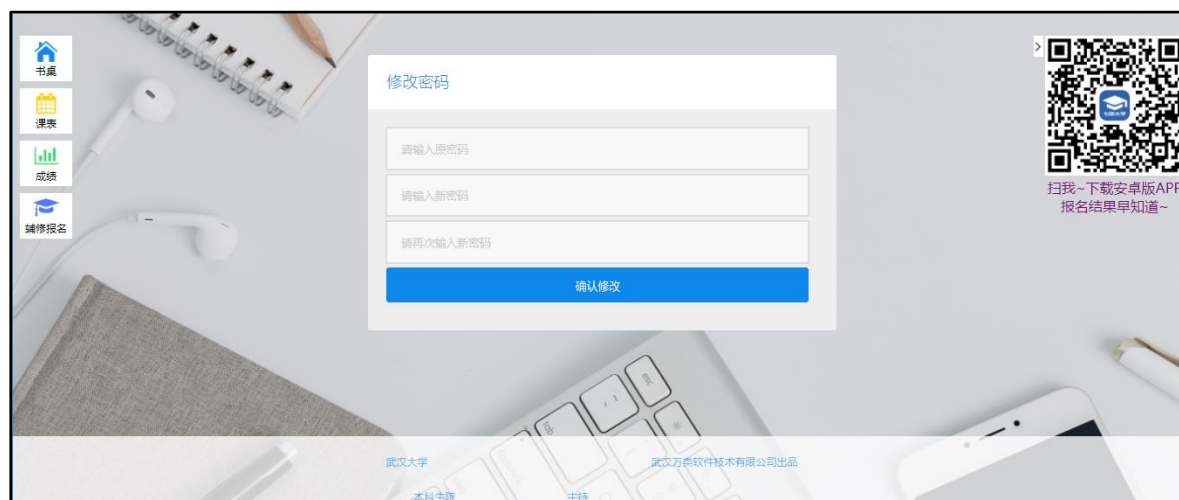 书桌
课表
成绩
辅修报名
修改密码
请输入愿密码
请输入新密码
请再次输入新密码
确认修改
扫我~下载安卓版APP
报名结果早知道~
武汉大学
武汉万类软件技术有限公司出品
tab
esc